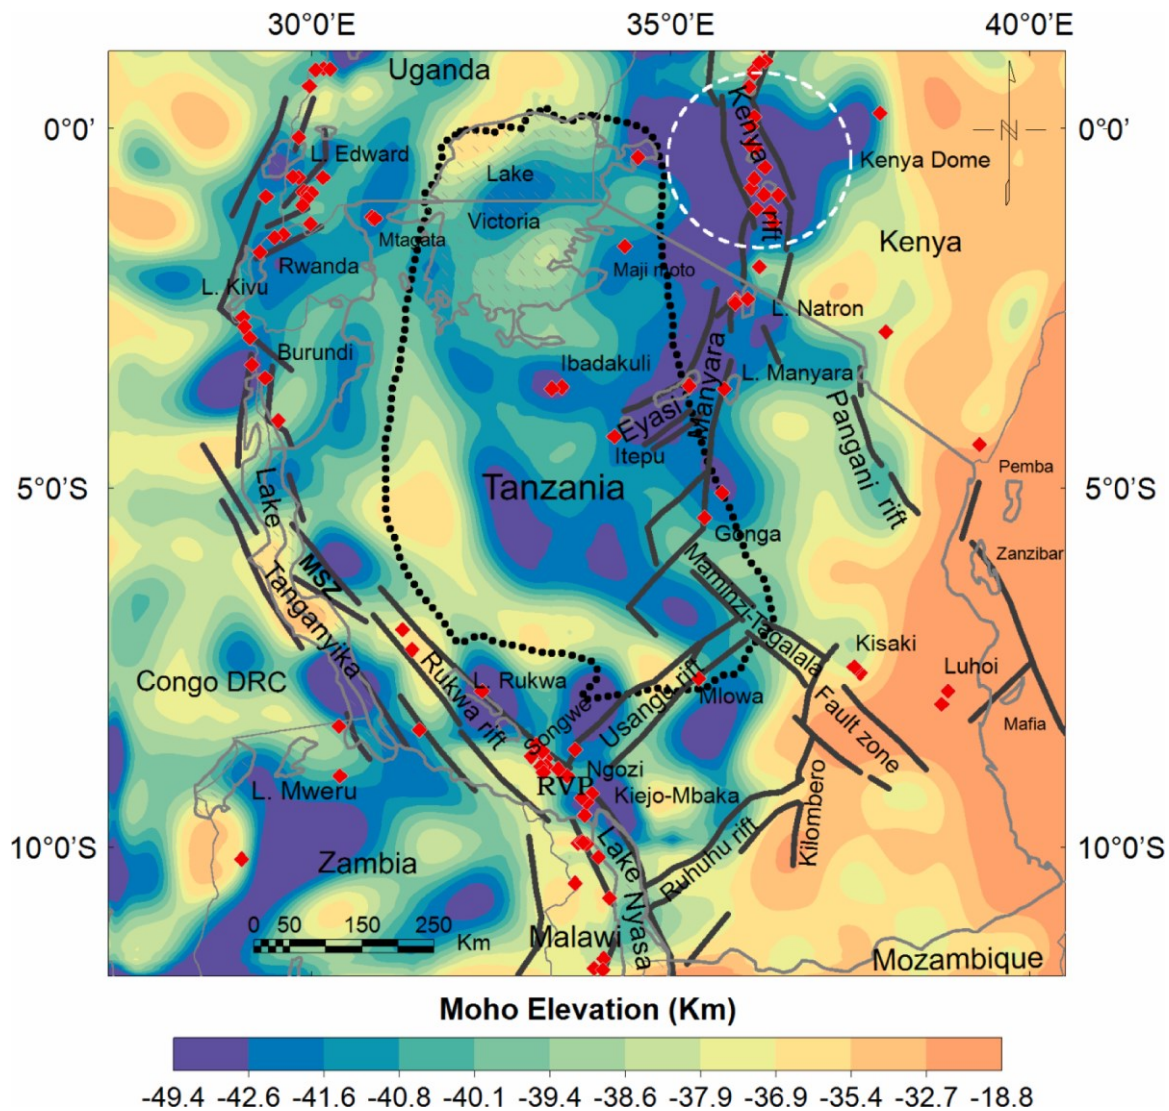 30°0' 35°0' 40°0'
Uganda
0°0' 0°0'
Kenya rift
L. Edward
Lake
Kenya Dome
Mtagata
Victoria
Kenya
Rwanda
Maji moto
L. Kivu
L. Natron
Burundi
Ibadakuli
L. Manyara
Manyara
Eyasi
Pangani rift
Itepu
Lake
Pemba
5°0'S Tanzania 5°0'S
Gonga
Zanzibar
MSZ
Maminzi-Tagalala
Tanganyika
Kisaki
Congo DRC
Rukwa rift
L. Rukwa
Luhoi
Usangu rift
Mlowa
Fault zone
Songwe
Mafia
L. Mweru
RVP
Ngozi
Kiejo-Mbaka
Kilombero
10°0'S 10°0'S
Zambia
Lake Nyasa
Ruhuhu rift
0 50 150 250
Km
Malawi
Mozambique
Moho Elevation (Km)
-49.4 -42.6 -41.6 -40.8 -40.1 -39.4 -38.6 -37.9 -36.9 -35.4 -32.7 -18.8